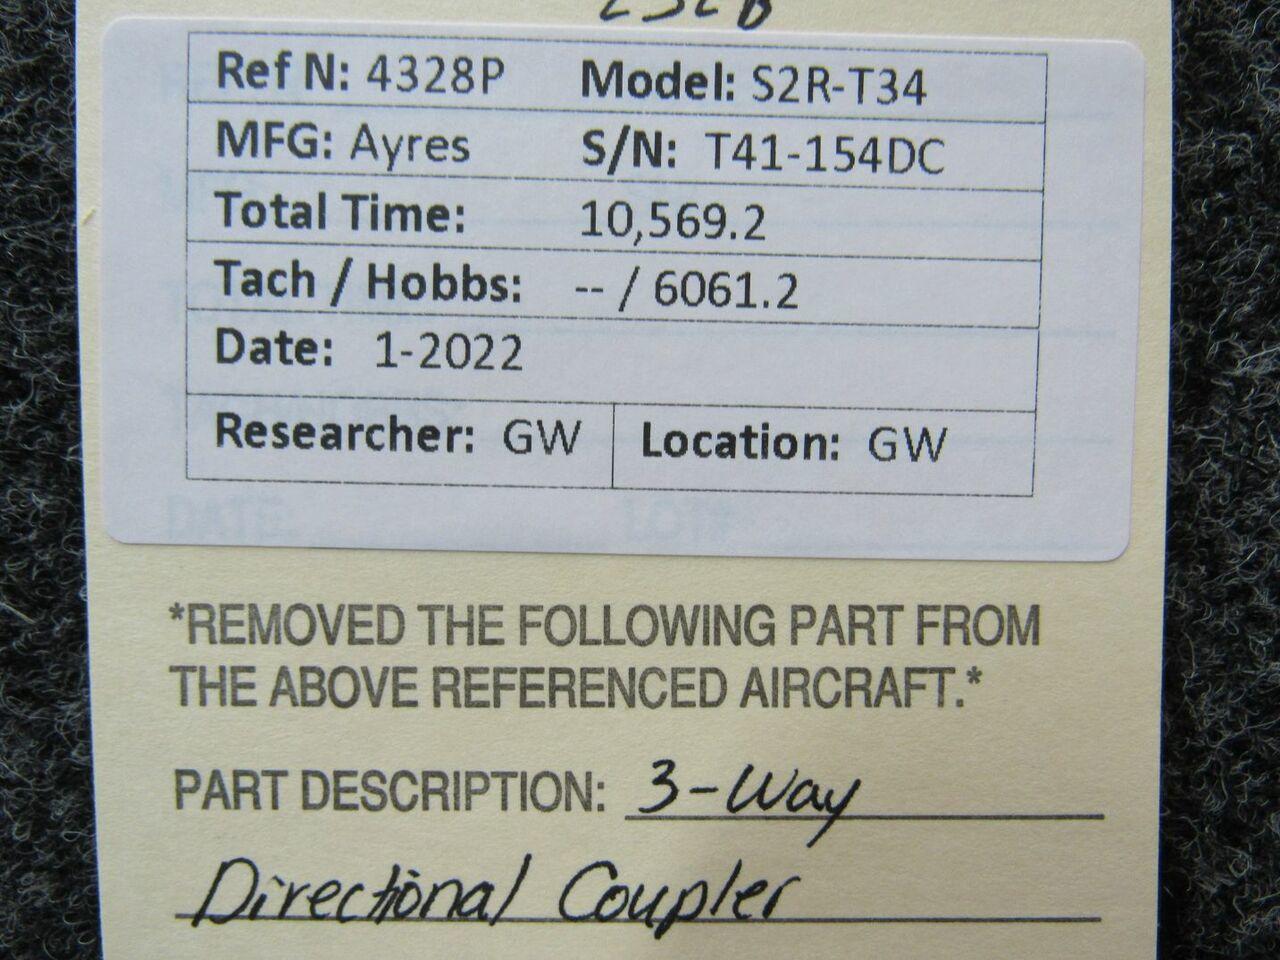 Ref N: 4328P Model: S2R-T34
MFG: Ayres S/N: T41-154DC
Total Time: 10,569.2
Tach / Hobbs: -- / 6061.2
Date: 1-2022
Researcher: GW Location: GW
DATE
*REMOVED THE FOLLOWING PART FROM
THE ABOVE REFERENCED AIRCRAFT.*
PART DESCRIPTION: 3-Way
Directional Coupler